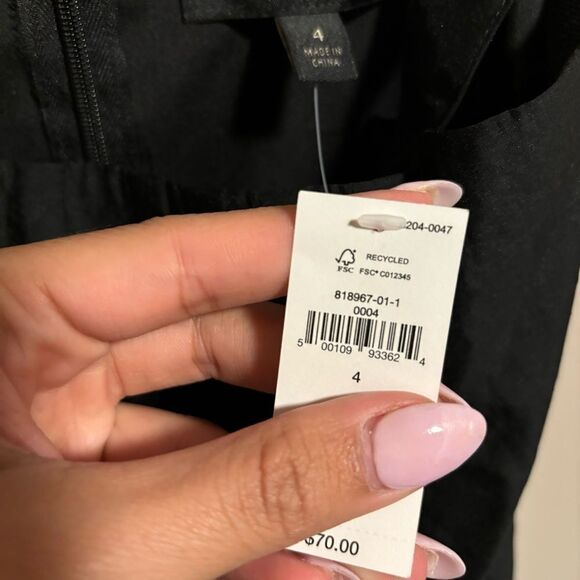 4
MADE IN
CHINA
204-0047
RECYCLED
FSC
FSC® C012345
818967-01-1
0004
5 00109 93362 4
4
$70.00